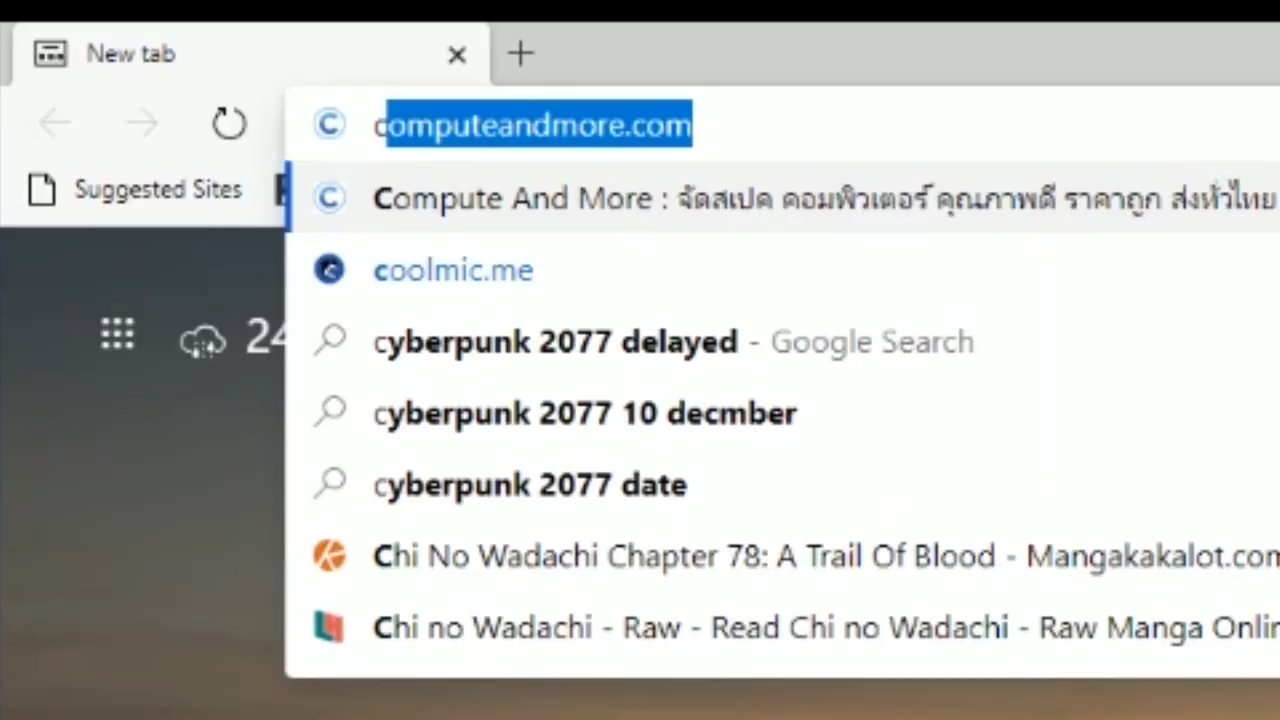 New tab
computeandmore.com
Suggested Sites
Compute And More : จัดสเปค คอมพิวเตอร์ คุณภาพดี ราคาถูก ส่งทั่วไทย
coolmic.me
24
cyberpunk 2077 delayed - Google Search
cyberpunk 2077 10 decmber
cyberpunk 2077 date
Chi No Wadachi Chapter 78: A Trail Of Blood - Mangakakalot.com
Chi no Wadachi - Raw - Read Chi no Wadachi - Raw Manga Onlin